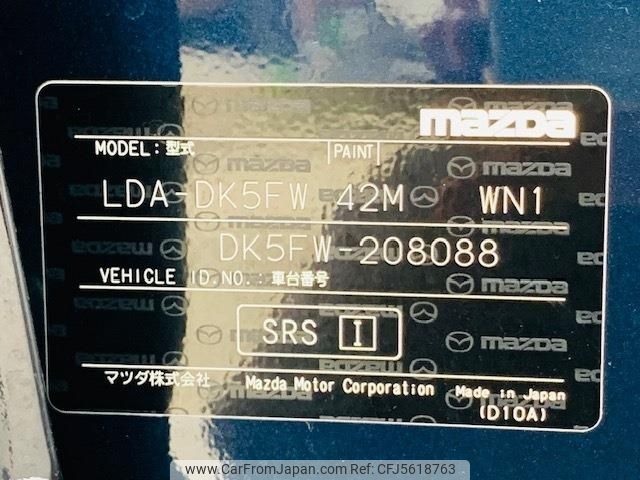 mazda
MODEL : 型式 PAINT
LDA-DK5FW 42M WN1
DK5FW-208088
VEHICLE ID.NO. : 車台番号
SRS I
マツダ株式会社 Mazda Motor Corporation Made in Japan
(D10A)
www.CarFromJapan.com CFJ5618763